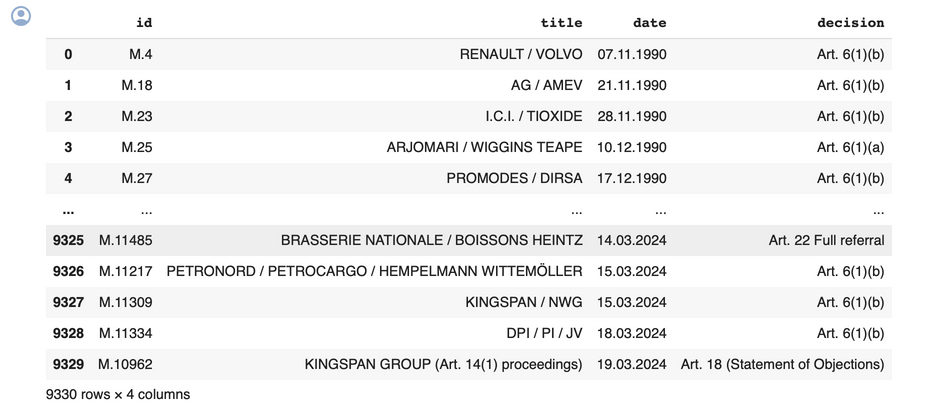 id title date decision
0 M.4 RENAULT / VOLVO 07.11.1990 Art. 6(1)(b)
1 M.18 AG / AMEV 21.11.1990 Art. 6(1)(b)
2 M.23 I.C.I. / TIOXIDE 28.11.1990 Art. 6(1)(b)
3 M.25 ARJOMARI / WIGGINS TEAPE 10.12.1990 Art. 6(1)(a)
4 M.27 PROMODES / DIRSA 17.12.1990 Art. 6(1)(b)
... ... ... ... ...
9325 M.11485 BRASSERIE NATIONALE / BOISSONS HEINTZ 14.03.2024 Art. 22 Full referral
9326 M.11217 PETRONORD / PETROCARGO / HEMPELMANN WITTEMÖLLER 15.03.2024 Art. 6(1)(b)
9327 M.11309 KINGSPAN / NWG 15.03.2024 Art. 6(1)(b)
9328 M.11334 DPI / PI / JV 18.03.2024 Art. 6(1)(b)
9329 M.10962 KINGSPAN GROUP (Art. 14(1) proceedings) 19.03.2024 Art. 18 (Statement of Objections)
9330 rows × 4 columns